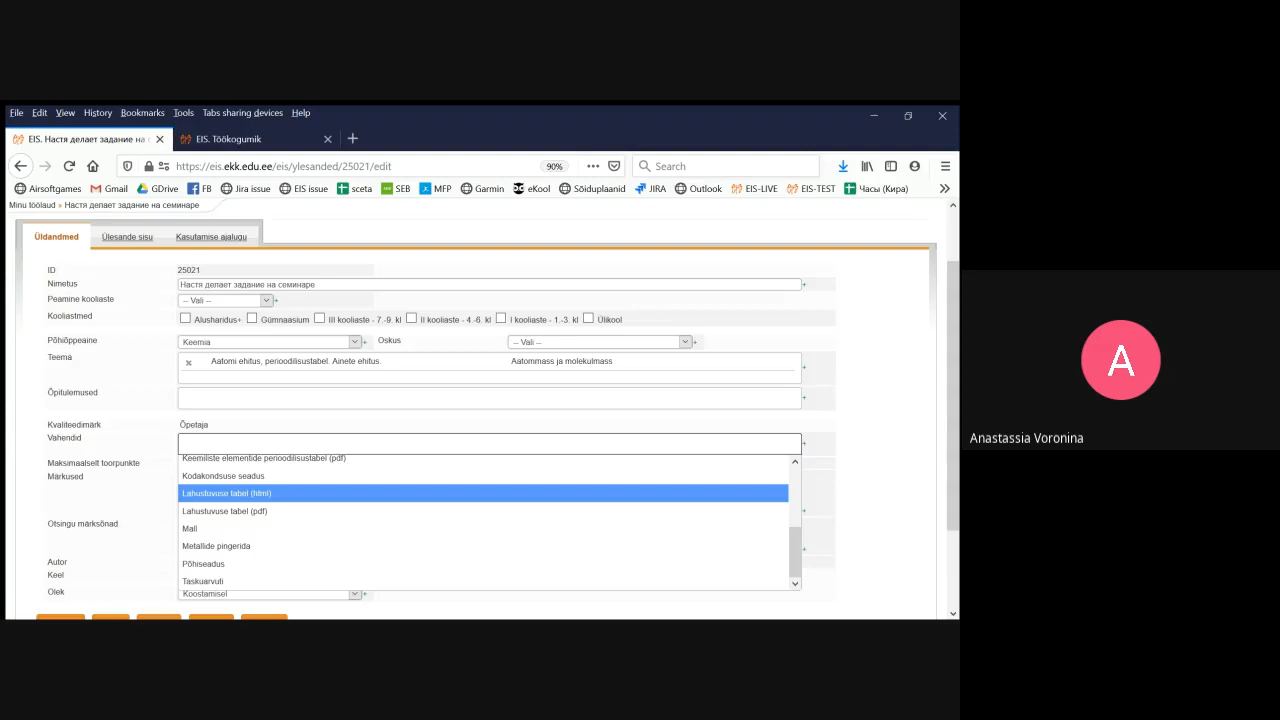 File Edit View History Bookmarks Tools Tabs sharing devices Help
EIS. Настя делает задание на с
EIS. Töökogumik
https://eis.ekk.edu.ee/eis/ylesanded/25021/edit
90%
Search
Airsoftgames Gmail GDrive FB Jira issue EIS issue sceta SEB MFP Garmin eKool Sõiduplaanid JIRA Outlook EIS-LIVE EIS-TEST Часы (Кира)
Minu töölaud » Настя делает задание на семинаре
Üldandmed Ülesande sisu Kasutamise ajalugu
ID 25021
Nimetus Настя делает задание на семинаре
Peamine kooliaste -- Vali --
Kooliastmed Alusharidus+ Gümnaasium III kooliaste - 7.-9. kl II kooliaste - 4.-6. kl I kooliaste - 1.-3. kl Ülikool
Põhiõppeaine Keemia Oskus -- Vali --
Teema Aatomi ehitus, perioodilisustabel. Ainete ehitus. Aatommass ja molekulmass
Õpitulemused
Kvaliteedimärk Õpetaja
Vahendid
Keemiliste elementide perioodilisustabel (pdf)
Maksimaalselt toorpunkte
Märkused
Kodakondsuse seadus
Lahustuvuse tabel (html)
Lahustuvuse tabel (pdf)
Otsingu märksõnad
Mall
Metallide pingerida
Autor
Põhiseadus
Keel
Taskuarvuti
Olek Koostamisel
A
Anastassia Voronina